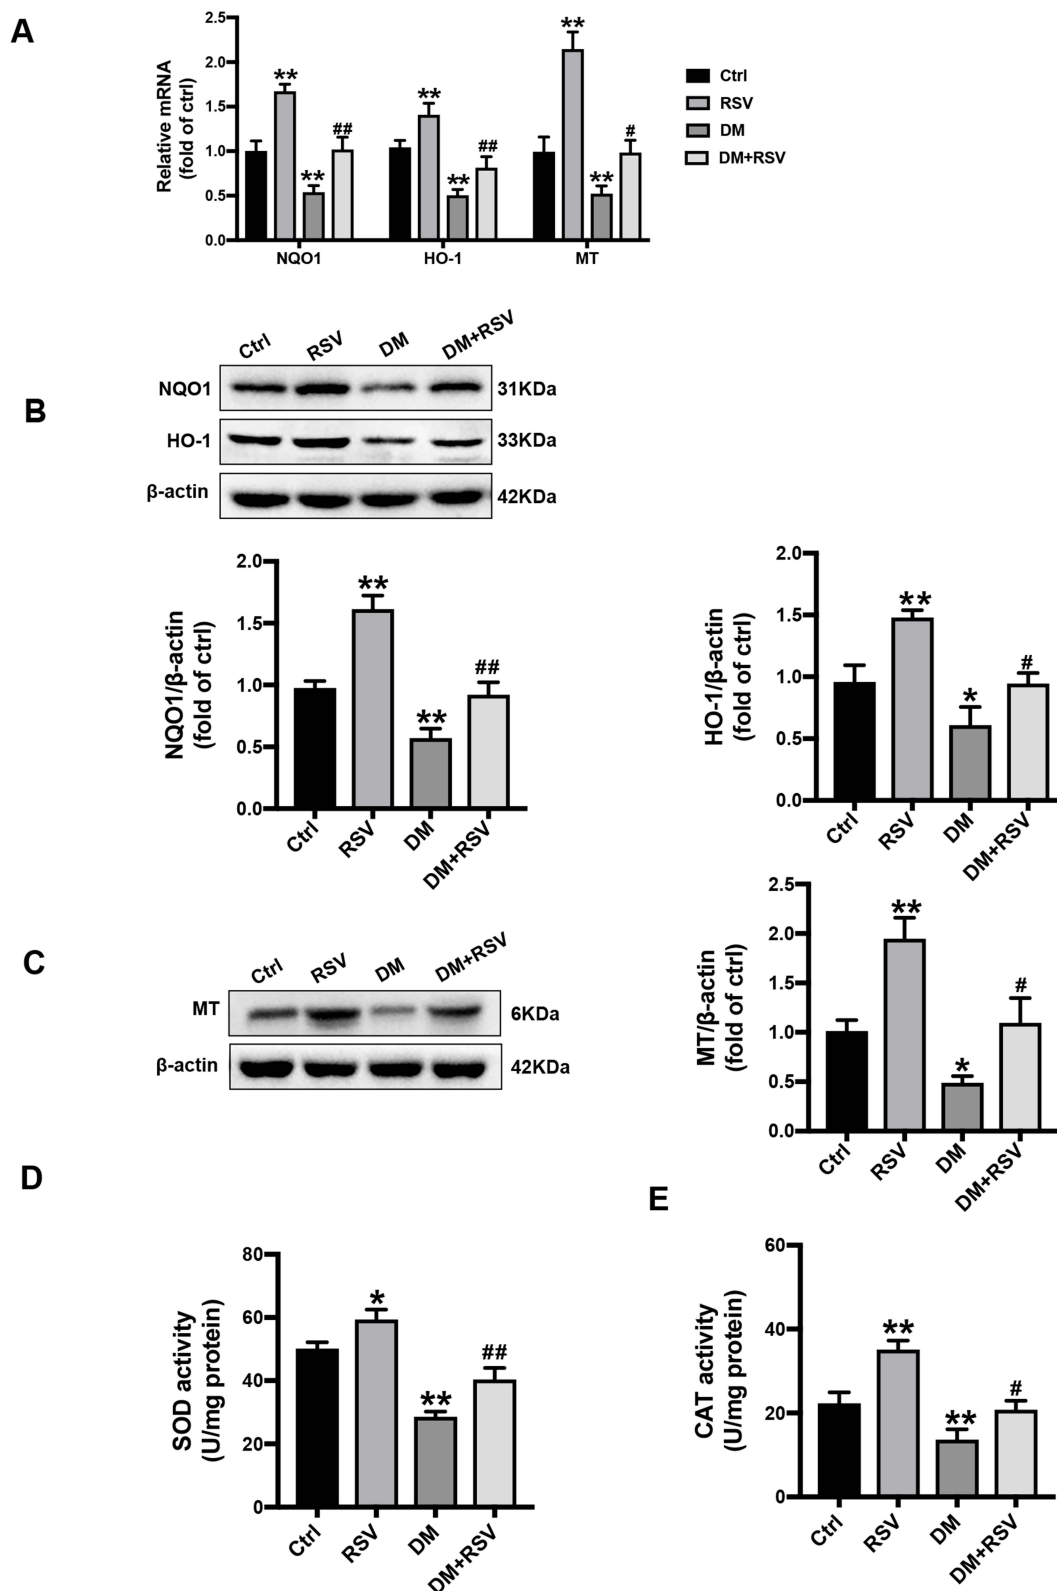 A
Relative mRNA
(fold of ctrl)
2.5
2.0
1.5
1.0
0.5
0.0
** ** ## ** ** ## ** ** #
NQO1 HO-1 MT
Ctrl
RSV
DM
DM+RSV
B
Ctrl RSV DM DM+RSV
NQO1 31KDa
HO-1 33KDa
β-actin 42KDa
NQO1/β-actin
(fold of ctrl)
2.0
1.5
1.0
0.5
0.0
** ** ##
Ctrl RSV DM DM+RSV
HO-1/β-actin
(fold of ctrl)
2.0
1.5
1.0
0.5
0.0
** * #
Ctrl RSV DM DM+RSV
C
Ctrl RSV DM DM+RSV
MT 6KDa
β-actin 42KDa
MT/β-actin
(fold of ctrl)
2.5
2.0
1.5
1.0
0.5
0.0
** * #
Ctrl RSV DM DM+RSV
D
SOD activity
(U/mg protein)
80
60
40
20
0
* ** ##
Ctrl RSV DM DM+RSV
E
CAT activity
(U/mg protein)
60
40
20
0
** ** #
Ctrl RSV DM DM+RSV